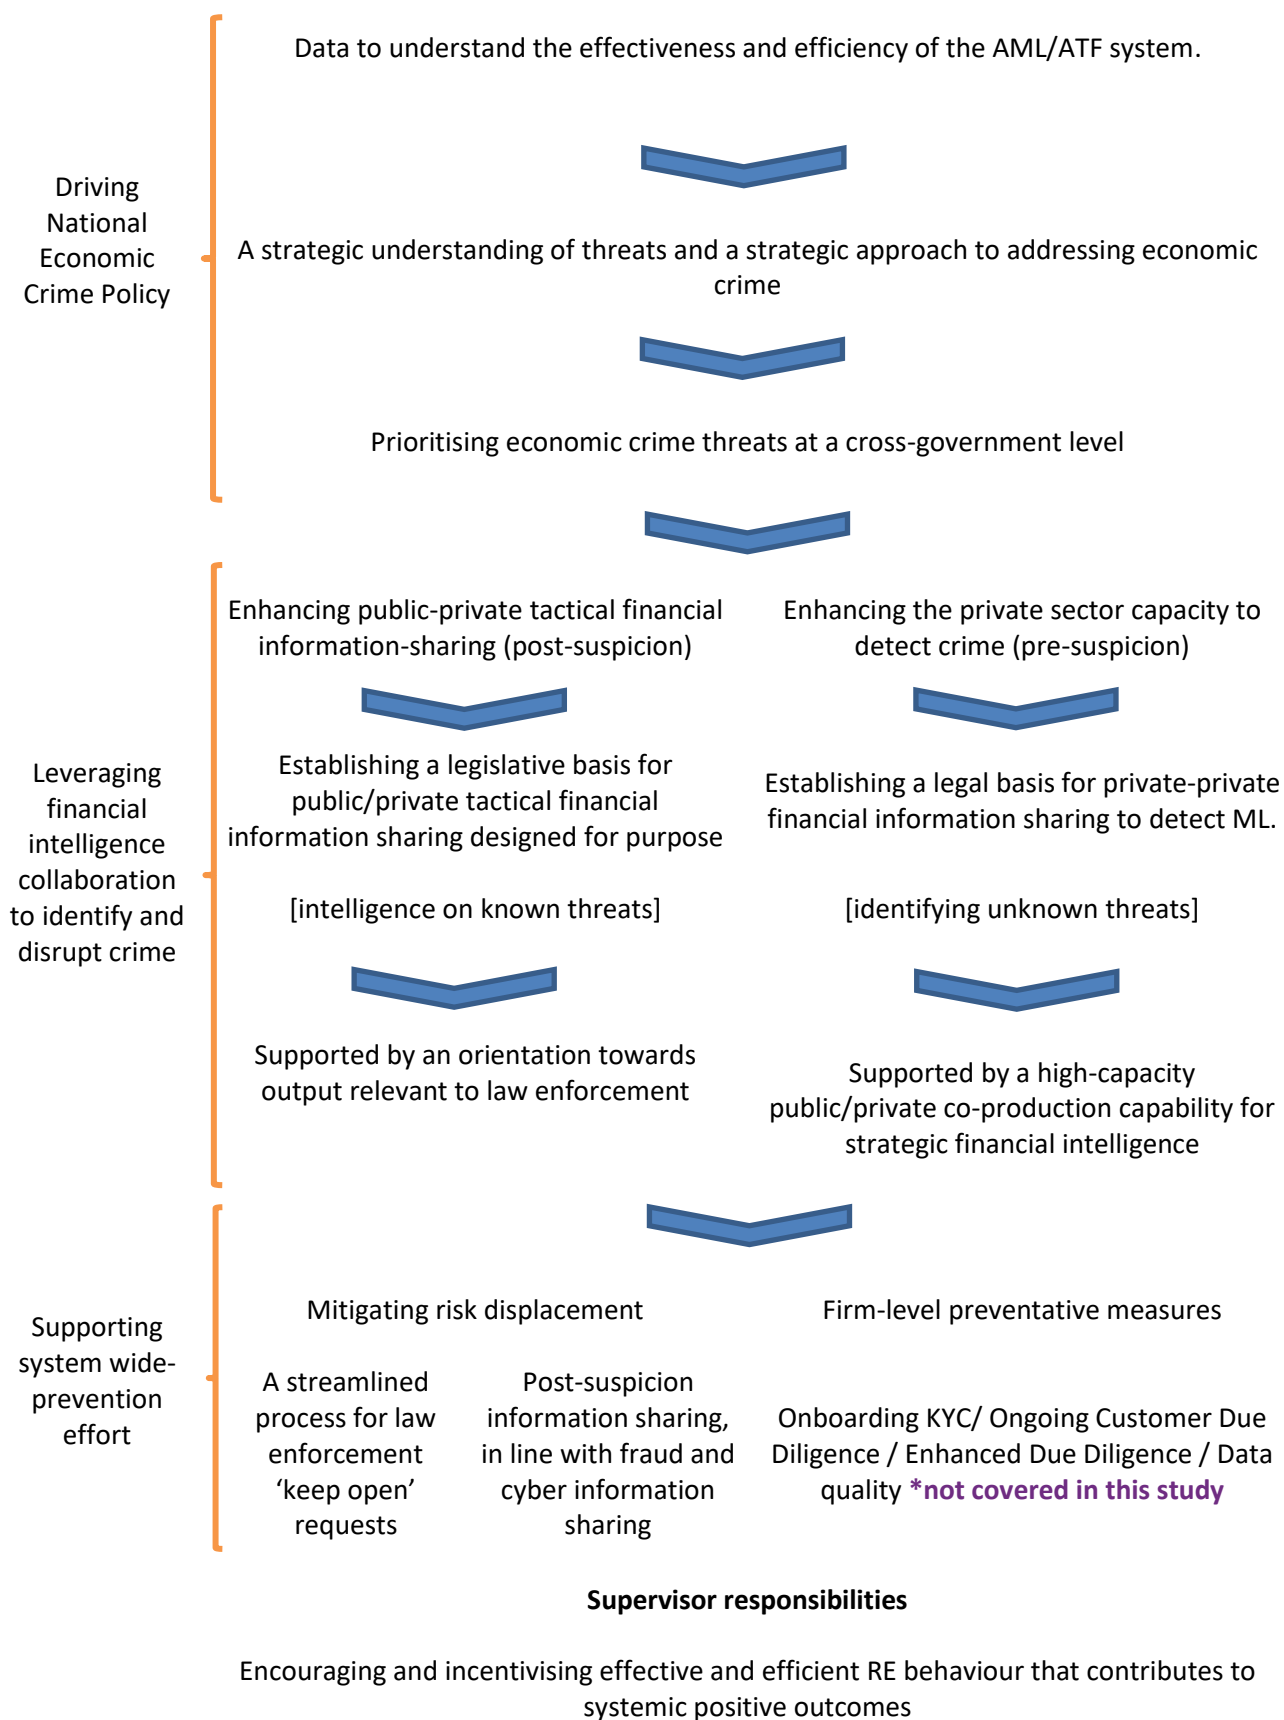 Data to understand the effectiveness and efficiency of the AML/ATF system.
Driving
National
Economic
Crime Policy
A strategic understanding of threats and a strategic approach to addressing economic
crime
Prioritising economic crime threats at a cross-government level
Leveraging
financial
intelligence
collaboration
to identify and
disrupt crime
Enhancing public-private tactical financial
information-sharing (post-suspicion)
Establishing a legislative basis for
public/private tactical financial
information sharing designed for purpose
[intelligence on known threats]
Supported by an orientation towards
output relevant to law enforcement
Enhancing the private sector capacity to
detect crime (pre-suspicion)
Establishing a legal basis for private-private
financial information sharing to detect ML.
[identifying unknown threats]
Supported by a high-capacity
public/private co-production capability for
strategic financial intelligence
Supporting
system wide-
prevention
effort
Mitigating risk displacement
A streamlined
process for law
enforcement
‘keep open’
requests
Post-suspicion
information sharing,
in line with fraud and
cyber information
sharing
Firm-level preventative measures
Onboarding KYC/ Ongoing Customer Due
Diligence / Enhanced Due Diligence / Data
quality *not covered in this study
Supervisor responsibilities
Encouraging and incentivising effective and efficient RE behaviour that contributes to
systemic positive outcomes